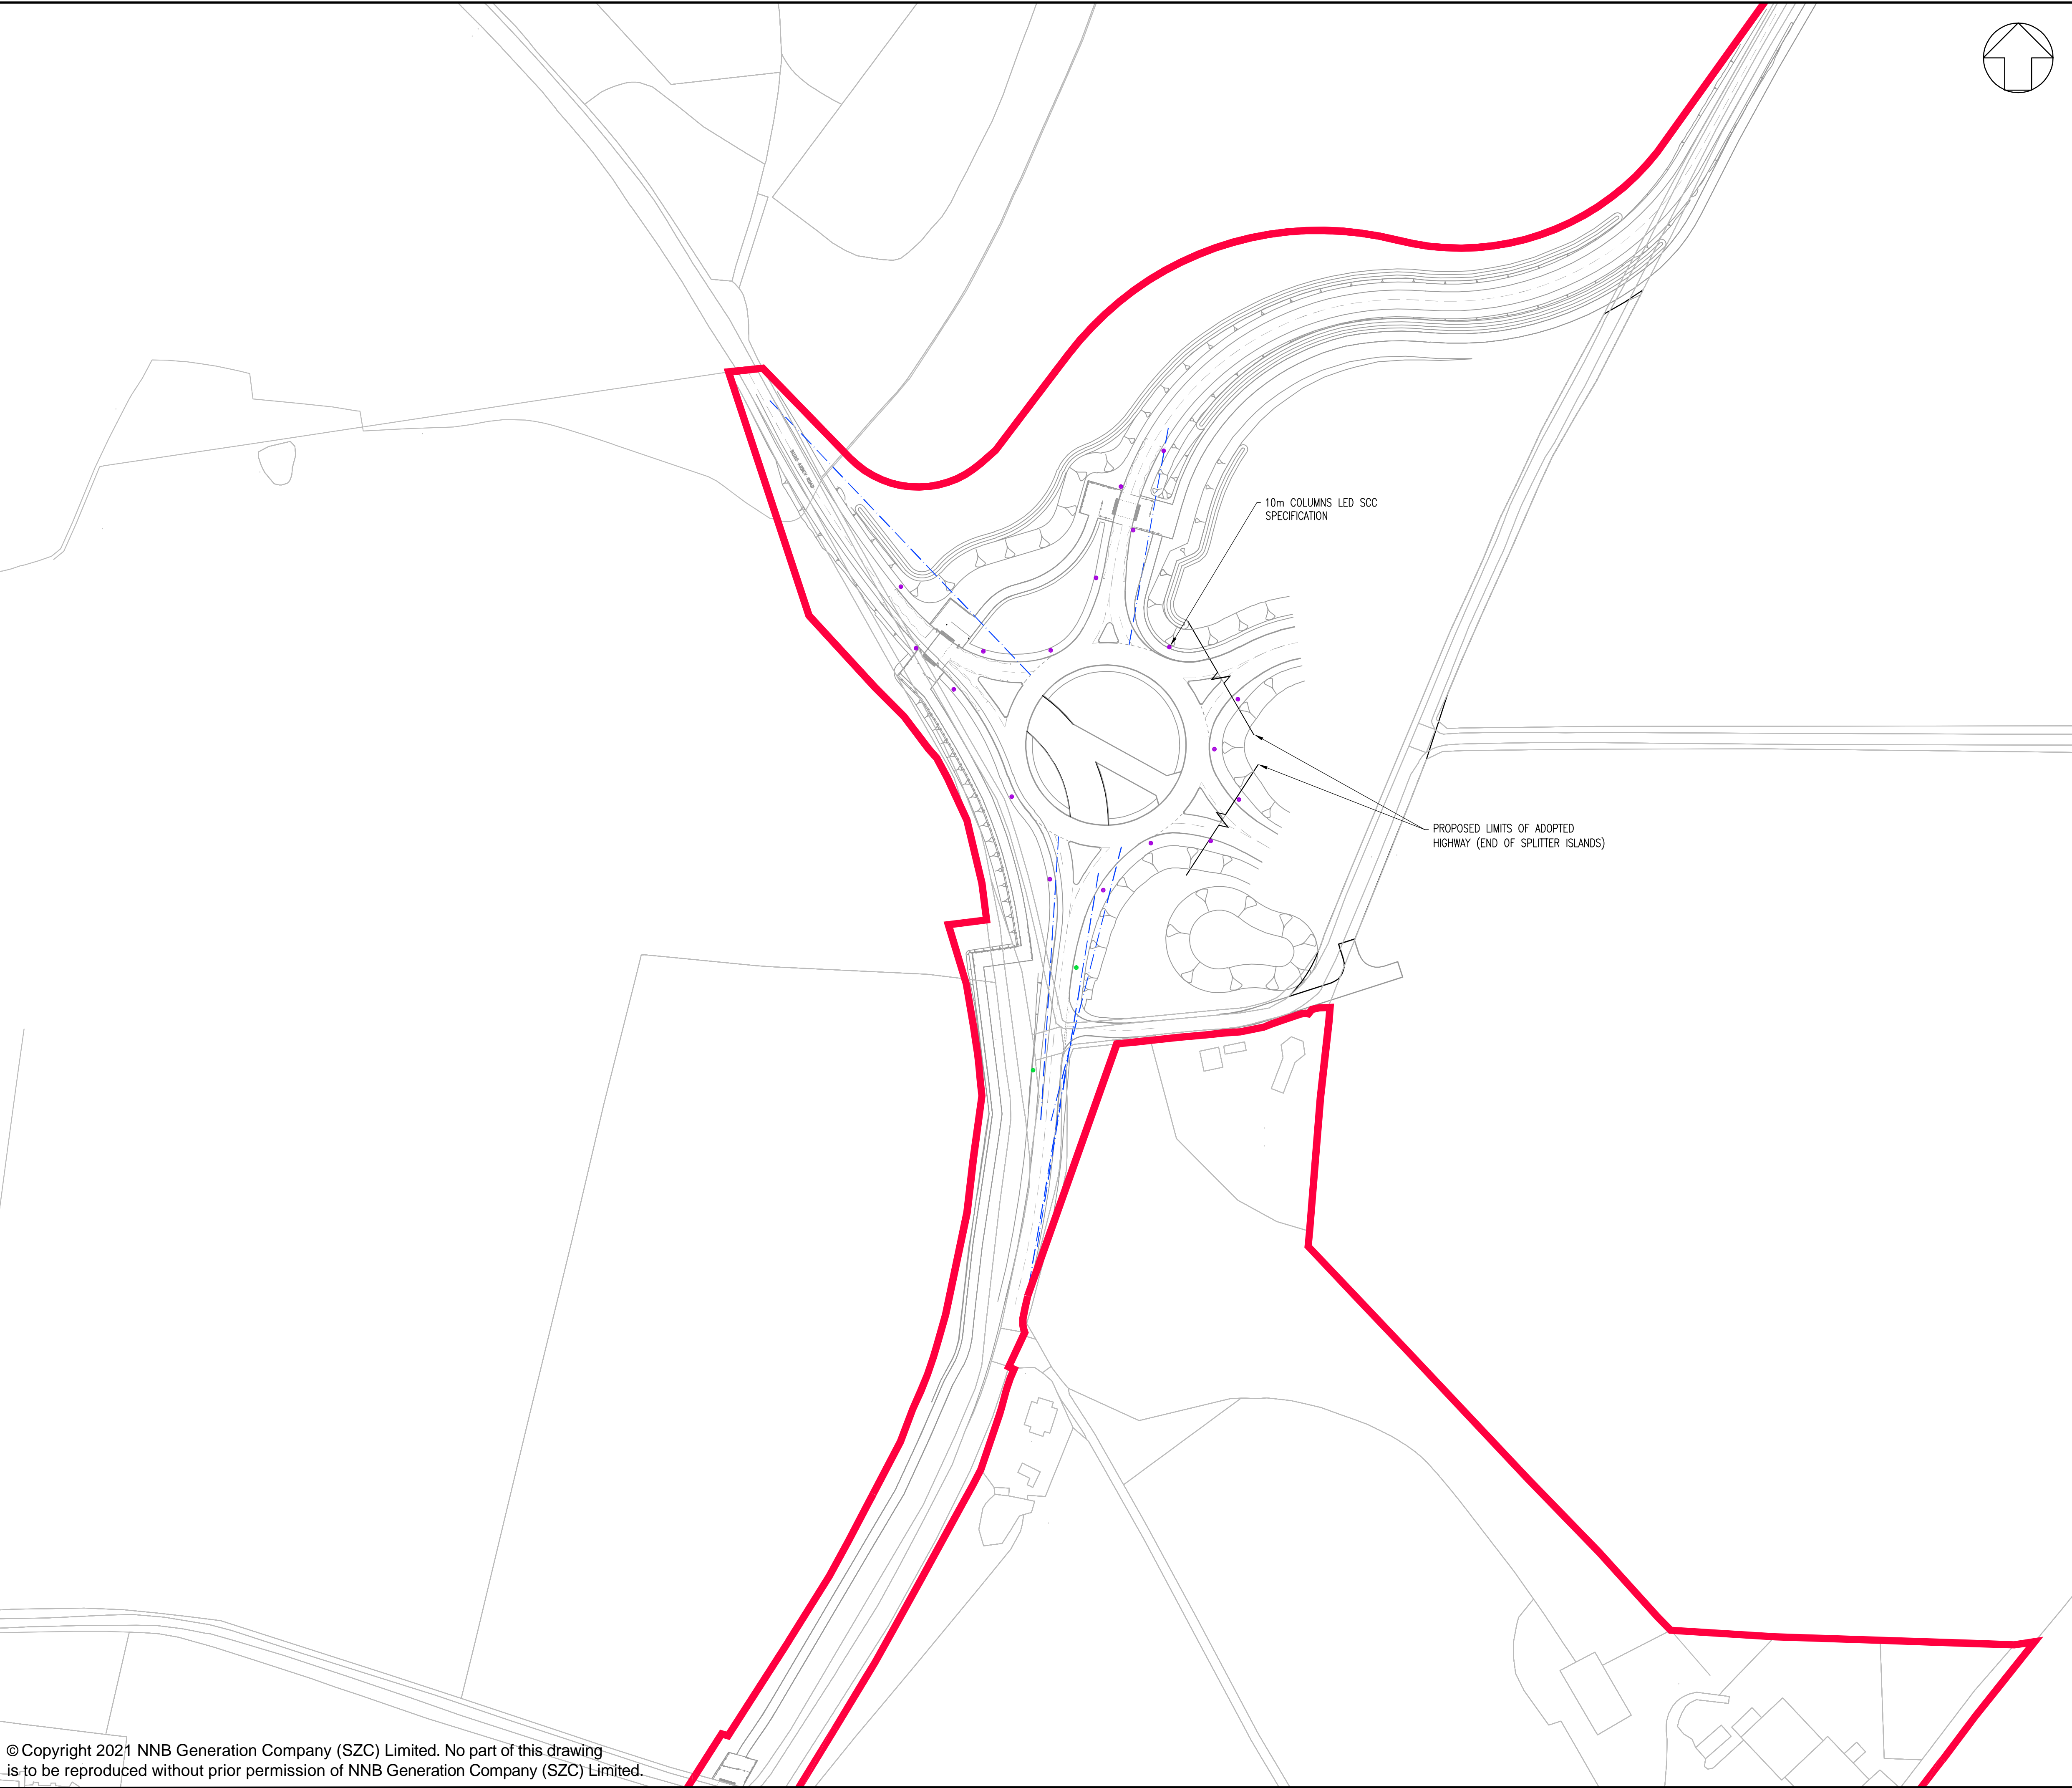 10m COLUMNS LED SCC
SPECIFICATION
PROPOSED LIMITS OF ADOPTED
HIGHWAY (END OF SPLITTER ISLANDS)
© Copyright 2021 NNB Generation Company (SZC) Limited. No part of this drawing
is to be reproduced without prior permission of NNB Generation Company (SZC) Limited.